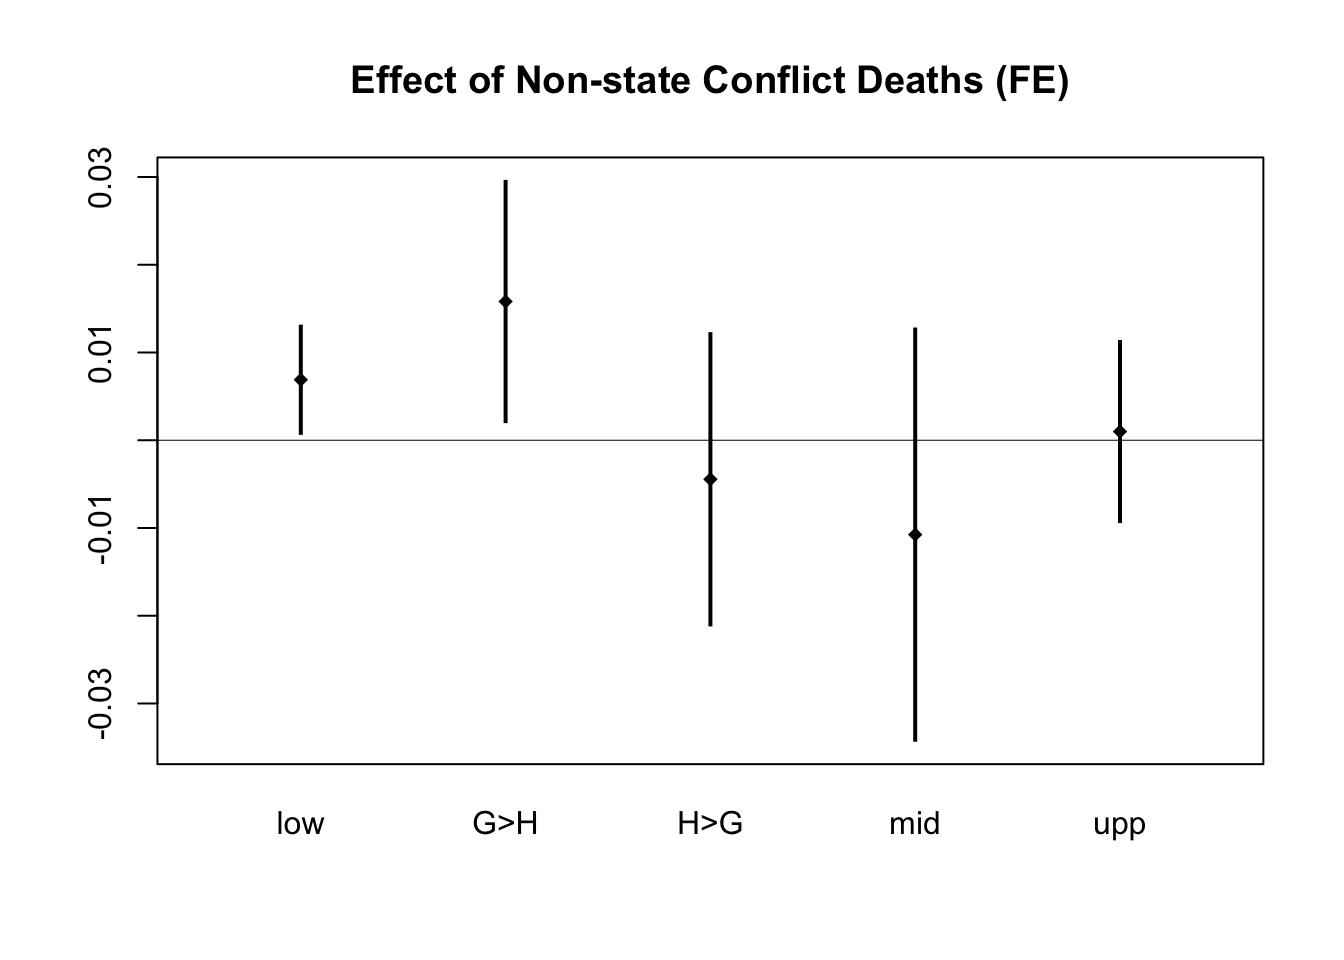 Effect of Non-state Conflict Deaths (FE)
0.03
0.01
-0.01
-0.03
low G>H H>G mid upp